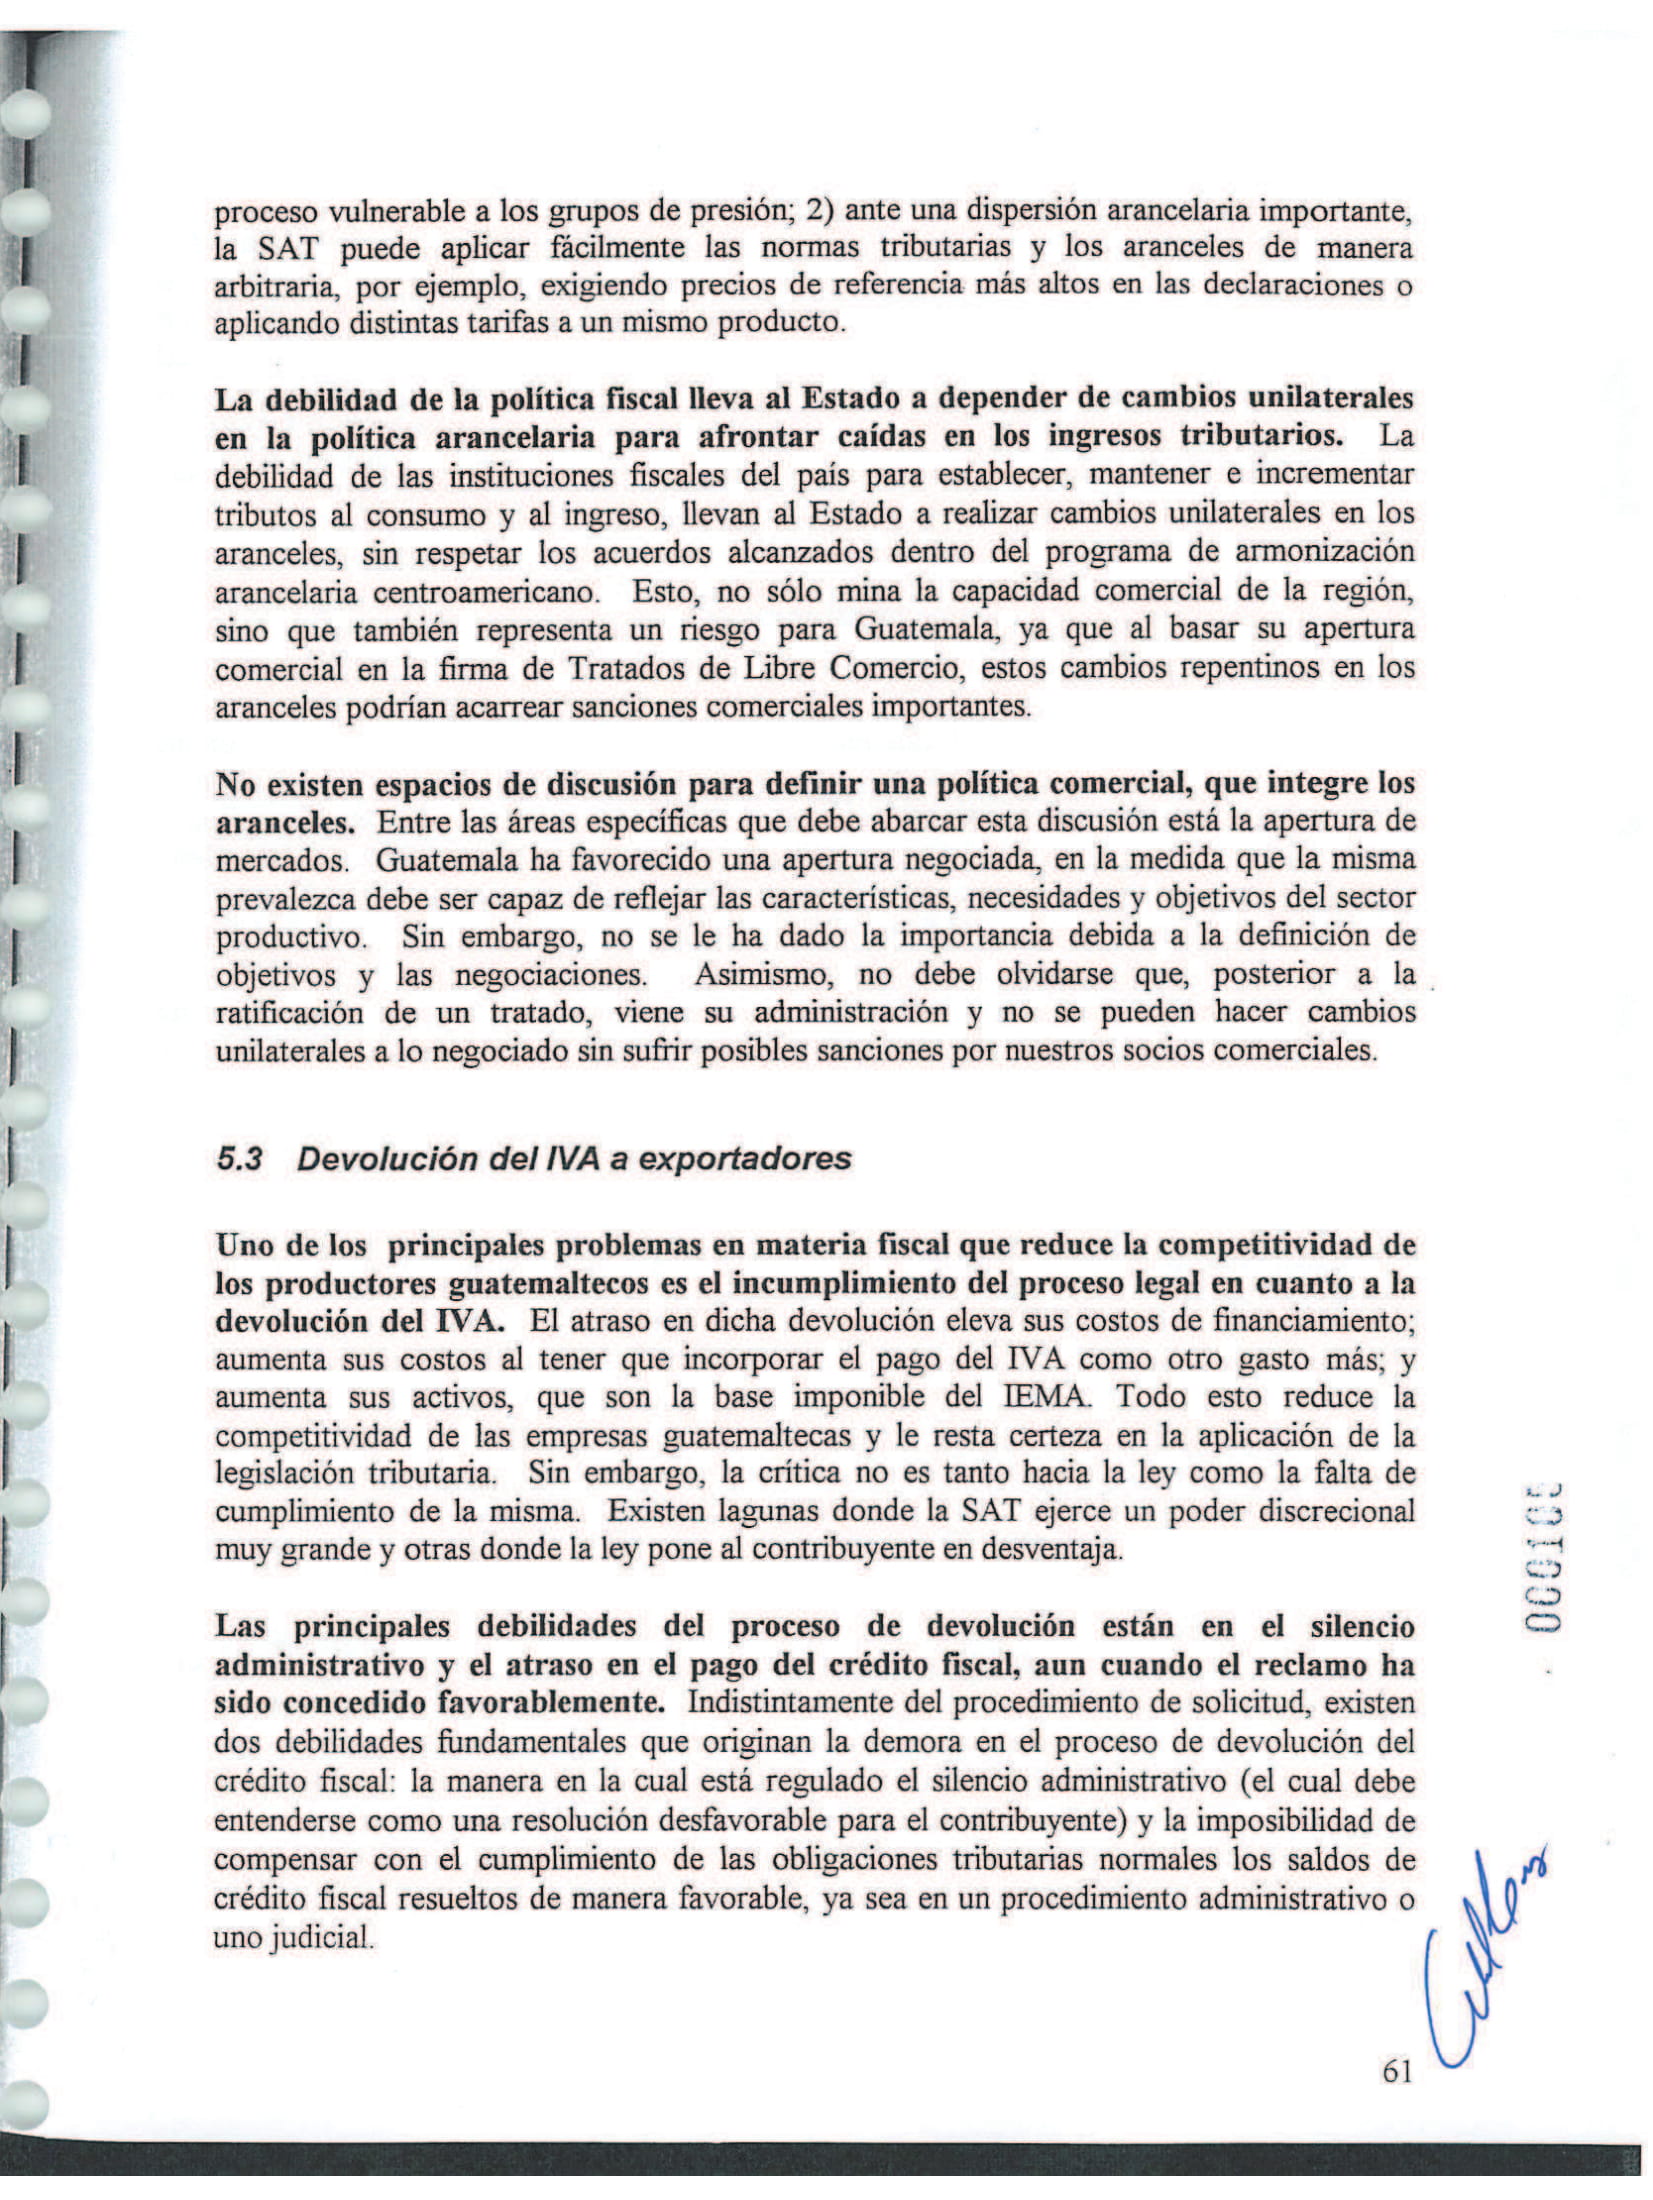 proceso vulnerable a los grupos de presión; 2) ante una dispersión arancelaria importante,
la SAT puede aplicar fácilmente las normas tributarias y los aranceles de manera
arbitraria, por ejemplo, exigiendo precios de referencia más altos en las declaraciones o
aplicando distintas tarifas a un mismo producto.
La debilidad de la política fiscal lleva al Estado a depender de cambios unilaterales
en la política arancelaria para afrontar caídas en los ingresos tributarios. La
debilidad de las instituciones fiscales del país para establecer, mantener e incrementar
tributos al consumo y al ingreso, llevan al Estado a realizar cambios unilaterales en los
aranceles, sin respetar los acuerdos alcanzados dentro del programa de armonización
arancelaria centroamericano. Esto, no sólo mina la capacidad comercial de la región,
sino que también representa un riesgo para Guatemala, ya que al basar su apertura
comercial en la firma de Tratados de Libre Comercio, estos cambios repentinos en los
aranceles podrían acarrear sanciones comerciales importantes.
No existen espacios de discusión para definir una política comercial, que integre los
aranceles. Entre las áreas específicas que debe abarcar esta discusión está la apertura de
mercados. Guatemala ha favorecido una apertura negociada, en la medida que la misma
prevalezca debe ser capaz de reflejar las características, necesidades y objetivos del sector
productivo. Sin embargo, no se le ha dado la importancia debida a la definición de
objetivos y las negociaciones. Asimismo, no debe olvidarse que, posterior a la
ratificación de un tratado, viene su administración y no se pueden hacer cambios
unilaterales a lo negociado sin sufrir posibles sanciones por nuestros socios comerciales.
5.3 Devolución del IVA a exportadores
Uno de los principales problemas en materia fiscal que reduce la competitividad de
los productores guatemaltecos es el incumplimiento del proceso legal en cuanto a la
devolución del IVA. El atraso en dicha devolución eleva sus costos de financiamiento;
aumenta sus costos al tener que incorporar el pago del IVA como otro gasto más; y
aumenta sus activos, que son la base imponible del IEMA. Todo esto reduce la
competitividad de las empresas guatemaltecas y le resta certeza en la aplicación de la
legislación tributaria. Sin embargo, la crítica no es tanto hacia la ley como la falta de
cumplimiento de la misma. Existen lagunas donde la SAT ejerce un poder discrecional
muy grande y otras donde la ley pone al contribuyente en desventaja.
Las principales debilidades del proceso de devolución están en el silencio
administrativo y el atraso en el pago del crédito fiscal, aun cuando el reclamo ha
sido concedido favorablemente. Indistintamente del procedimiento de solicitud, existen
dos debilidades fundamentales que originan la demora en el proceso de devolución del
crédito fiscal: la manera en la cual está regulado el silencio administrativo (el cual debe
entenderse como una resolución desfavorable para el contribuyente) y la imposibilidad de
compensar con el cumplimiento de las obligaciones tributarias normales los saldos de
crédito fiscal resueltos de manera favorable, ya sea en un procedimiento administrativo o
uno judicial.
61